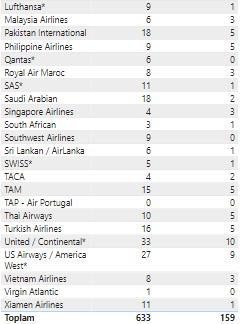 Lufthansa* 9 1
Malaysia Airlines 6 3
Pakistan International 18 5
Philippine Airlines 9 5
Qantas* 6 0
Royal Air Maroc 8 3
SAS* 11 1
Saudi Arabian 18 2
Singapore Airlines 4 3
South African 3 1
Southwest Airlines 9 0
Sri Lankan / AirLanka 6 1
SWISS* 5 1
TACA 4 2
TAM 15 5
TAP - Air Portugal 0 0
Thai Airways 10 5
Turkish Airlines 16 5
United / Continental* 33 10
US Airways / America 27 9
West*
Vietnam Airlines 8 3
Virgin Atlantic 1 0
Xiamen Airlines 11 1
Toplam 633 159